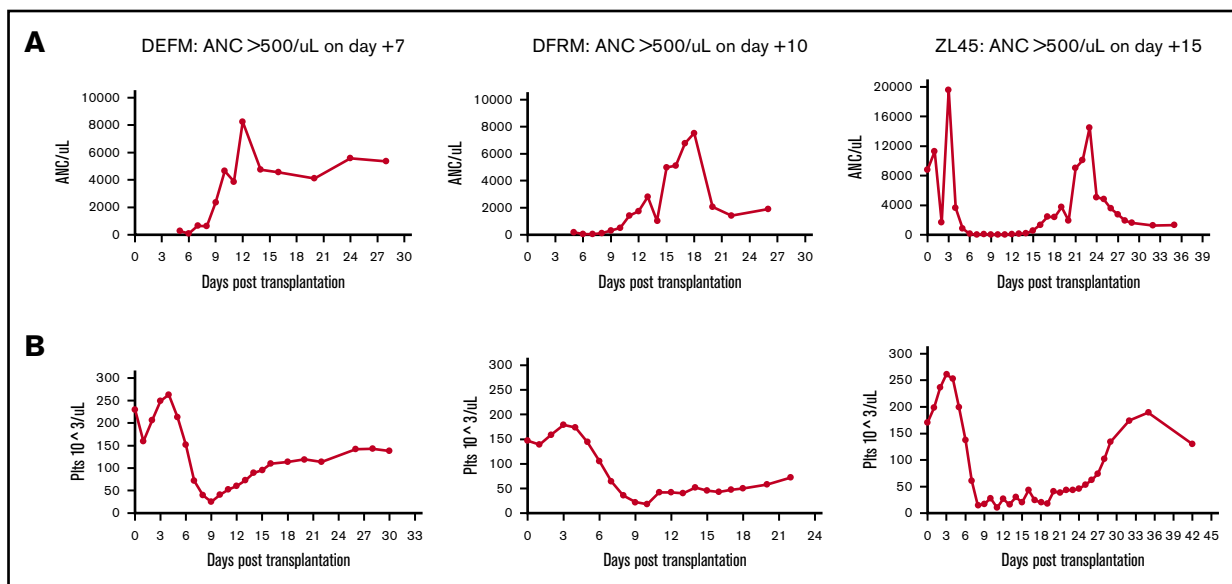 A
DEFM: ANC >500/uL on day +7
DFRM: ANC >500/uL on day +10
ZL45: ANC >500/uL on day +15
ANC/uL
10000
8000
6000
4000
2000
0
0 3 6 9 12 15 18 21 24 27 30
Days post transplantation
ANC/uL
10000
8000
6000
4000
2000
0
0 3 6 9 12 15 18 21 24 27 30
Days post transplantation
ANC/uL
20000
16000
12000
8000
4000
0
0 3 6 9 12 15 18 21 24 27 30 33 36 39
Days post transplantation
B
Plts 10 ^ 3/uL
300
250
200
150
100
50
0
0 3 6 9 12 15 18 21 24 27 30 33
Days post transplantation
Plts 10 ^ 3/uL
300
250
200
150
100
50
0
0 3 6 9 12 15 18 21 24
Days post transplantation
Plts 10 ^ 3/uL
300
250
200
150
100
50
0
0 3 6 9 12 15 18 21 24 27 30 33 36 39 42 45
Days post transplantation